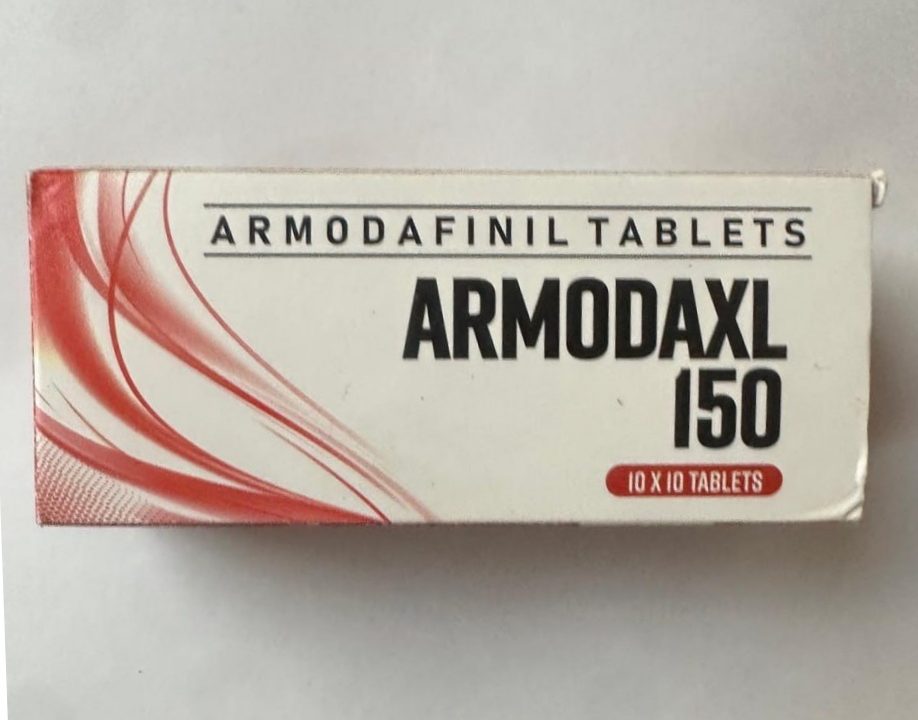 ARMODAFINIL TABLETS
ARMODAXL
150
10 X 10 TABLETS